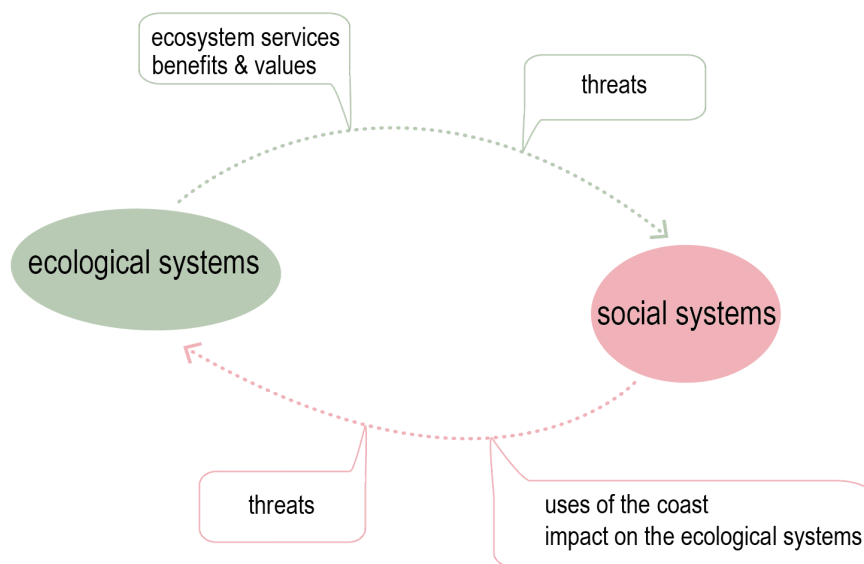 ecosystem services
benefits & values
threats
ecological systems
social systems
threats
uses of the coast
impact on the ecological systems